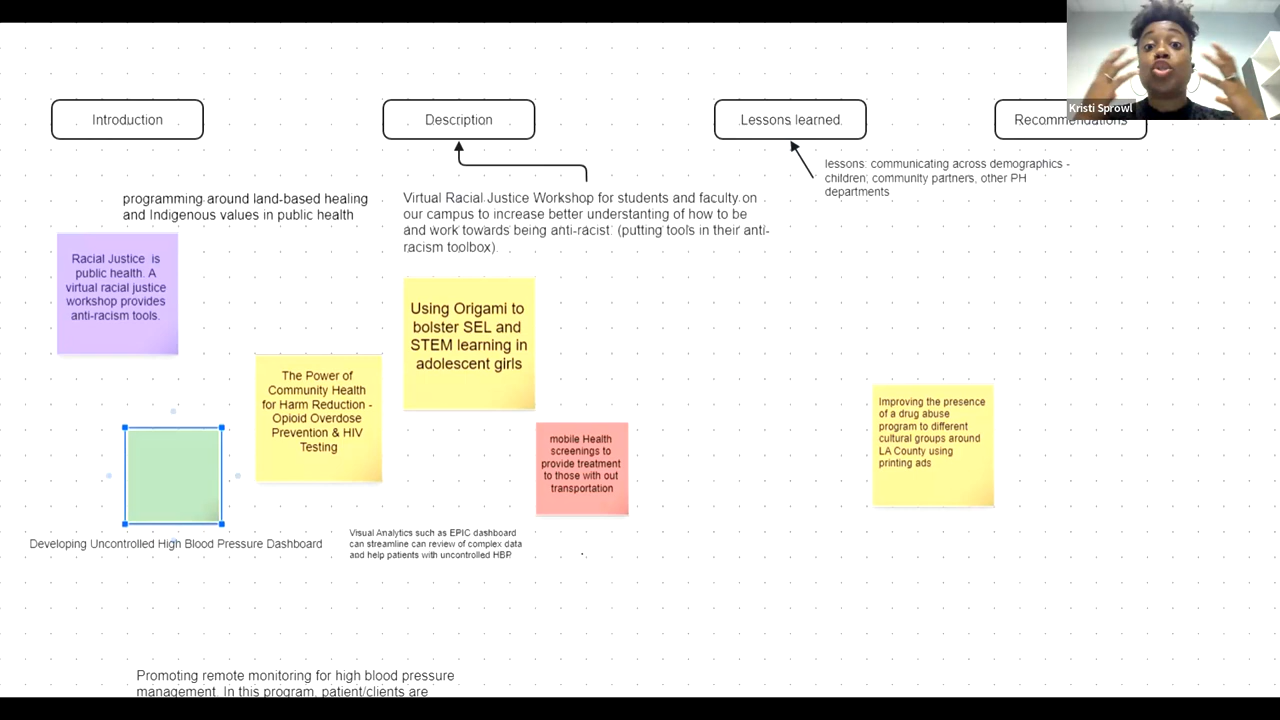 Introduction
Description
Lessons learned
Recommendations
Kristi Sprowl
lessons: communicating across demographics -
children, community partners, other PH
departments
programming around land-based healing
and Indigenous values in public health
Virtual Racial Justice Workshop for students and faculty on
our campus to increase better understanding of how to be
and work towards being anti-racist. (putting tools in their anti-
racism toolbox).
Racial Justice is
public health. A
virtual racial justice
workshop provides
anti-racism tools.
Using Origami to
bolster SEL and
STEM learning in
adolescent girls
The Power of
Community Health
for Harm Reduction -
Opioid Overdose
Prevention & HIV
Testing
mobile Health
screenings to
provide treatment
to those with out
transportation
Improving the presence
of a drug abuse
program to different
cultural groups around
LA County using
printing ads
Developing Uncontrolled High Blood Pressure Dashboard
Visual Analytics such as EPIC dashboard
can streamline can review of complex data
and help patients with uncontrolled HBP.
Promoting remote monitoring for high blood pressure
management. In this program, patient/clients are